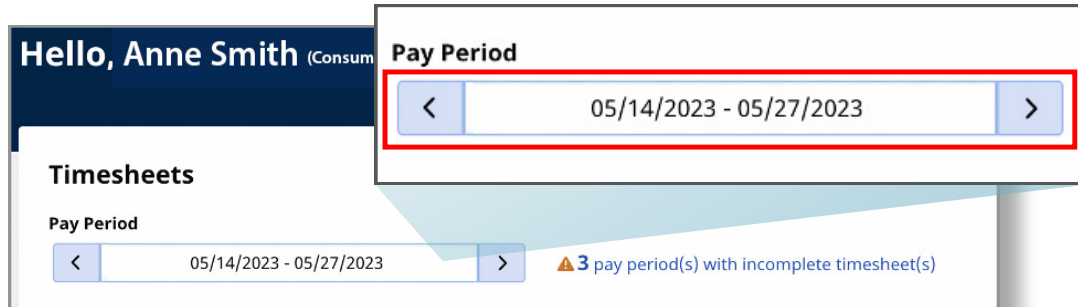 Hello, Anne Smith (Consum
Pay Period
05/14/2023 - 05/27/2023
Timesheets
Pay Period
05/14/2023 - 05/27/2023
3 pay period(s) with incomplete timesheet(s)